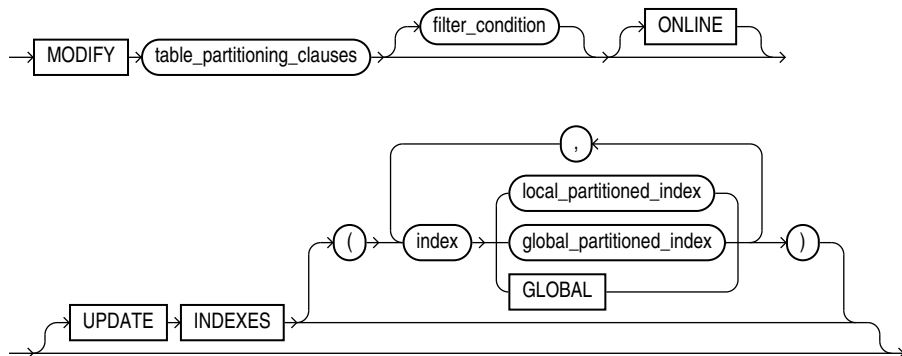 filter_condition ONLINE
MODIFY table_partitioning_clauses
,
local_partitioned_index
( index global_partitioned_index )
GLOBAL
UPDATE INDEXES